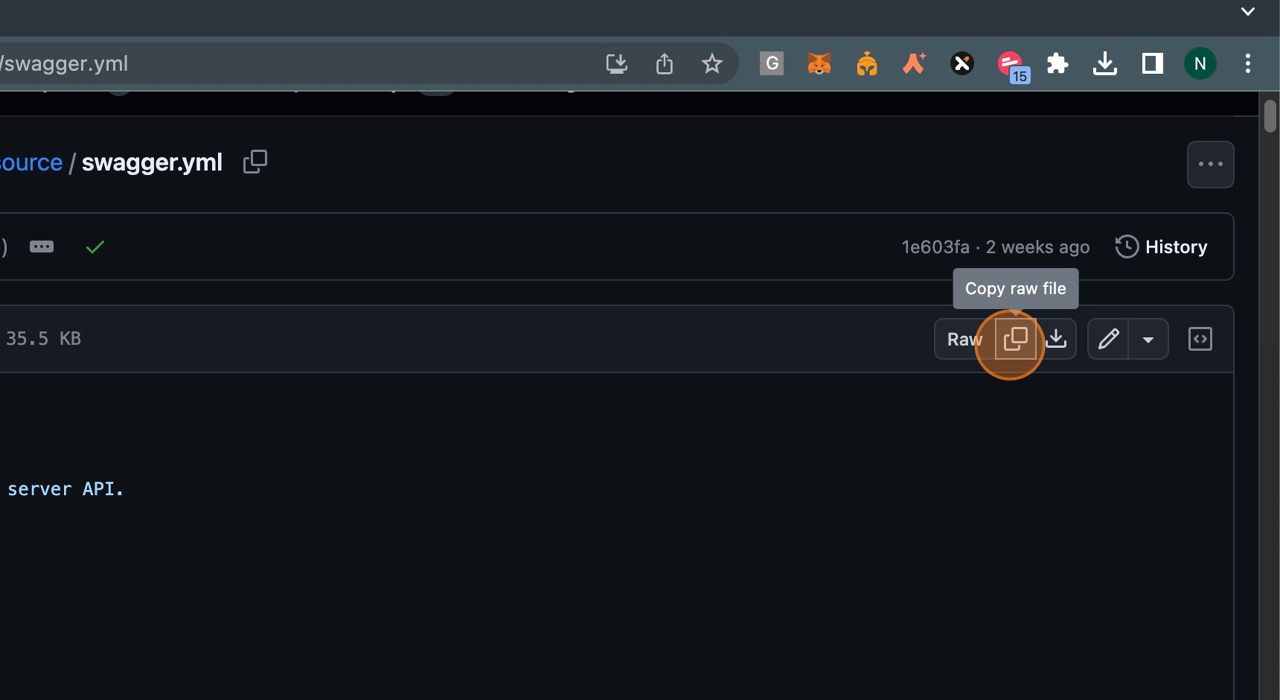 /swagger.yml
G
15
N
source / swagger.yml
)
1e603fa · 2 weeks ago
History
Copy raw file
35.5 KB
Raw
server API.